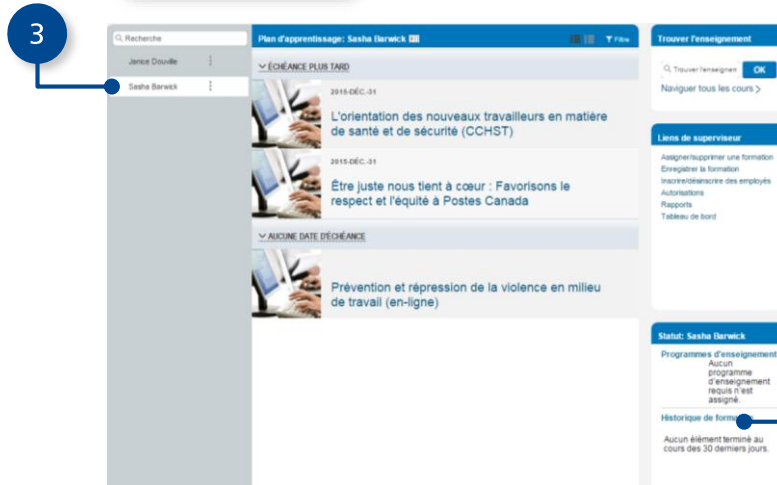 3
Recherche
Janice Douville
Sasha Barwick
Plan d'apprentissage: Sasha Barwick
Filtre
ÉCHÉANCE PLUS TARD
2015-DÉC.-31
L'orientation des nouveaux travailleurs en matière
de santé et de sécurité (CCHST)
2015-DÉC.-31
Être juste nous tient à cœur : Favorisons le
respect et l'équité à Postes Canada
AUCUNE DATE D'ÉCHÉANCE
Prévention et répression de la violence en milieu
de travail (en-ligne)
Trouver l'enseignement
Trouver l'enseignen
OK
Naviguer tous les cours >
Liens de superviseur
Assigner/supprimer une formation
Enregistrer la formation
Inscrire/désinscrire des employés
Autorisations
Rapports
Tableau de bord
Statut: Sasha Barwick
Programmes d'enseignement
Aucun
programme
d'enseignement
requis n'est
assigné.
Historique de
Aucun élément terminé au
cours des 30 derniers jours.